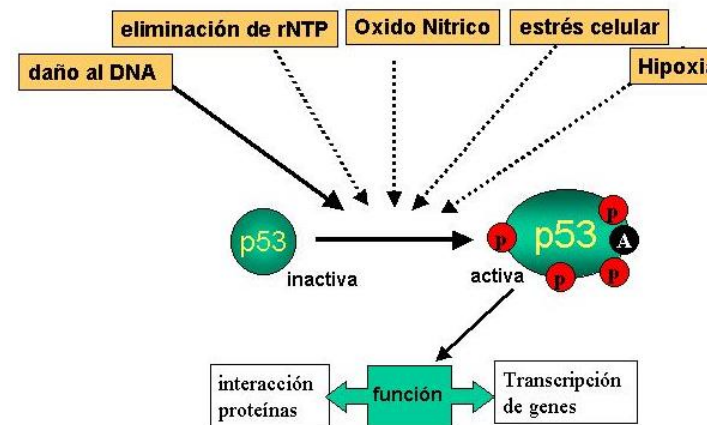 eliminación de rNTP
Oxido Nitrico
estrés celular
daño al DNA
Hipoxia
p53
inactiva
p53
activa
P
P
A
P
P
interacción
proteínas
función
Transcripción
de genes